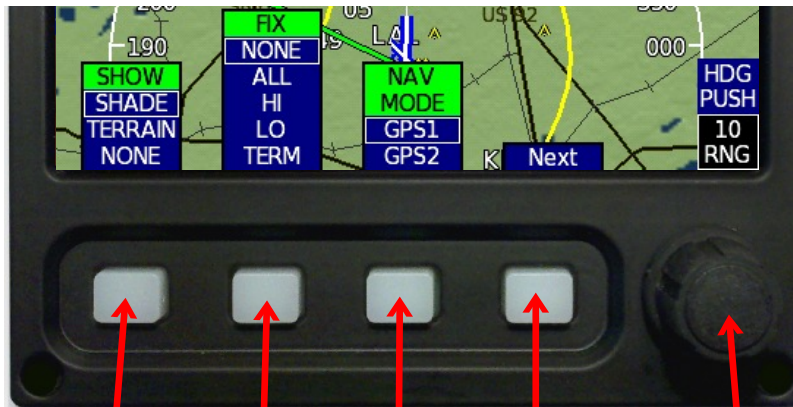 190
000
FIX
NONE
ALL
HI
LO
TERM
SHOW
SHADE
TERRAIN
NONE
05
NAV
MODE
GPS1
GPS2
Next
K
HDG
PUSH
10
RNG